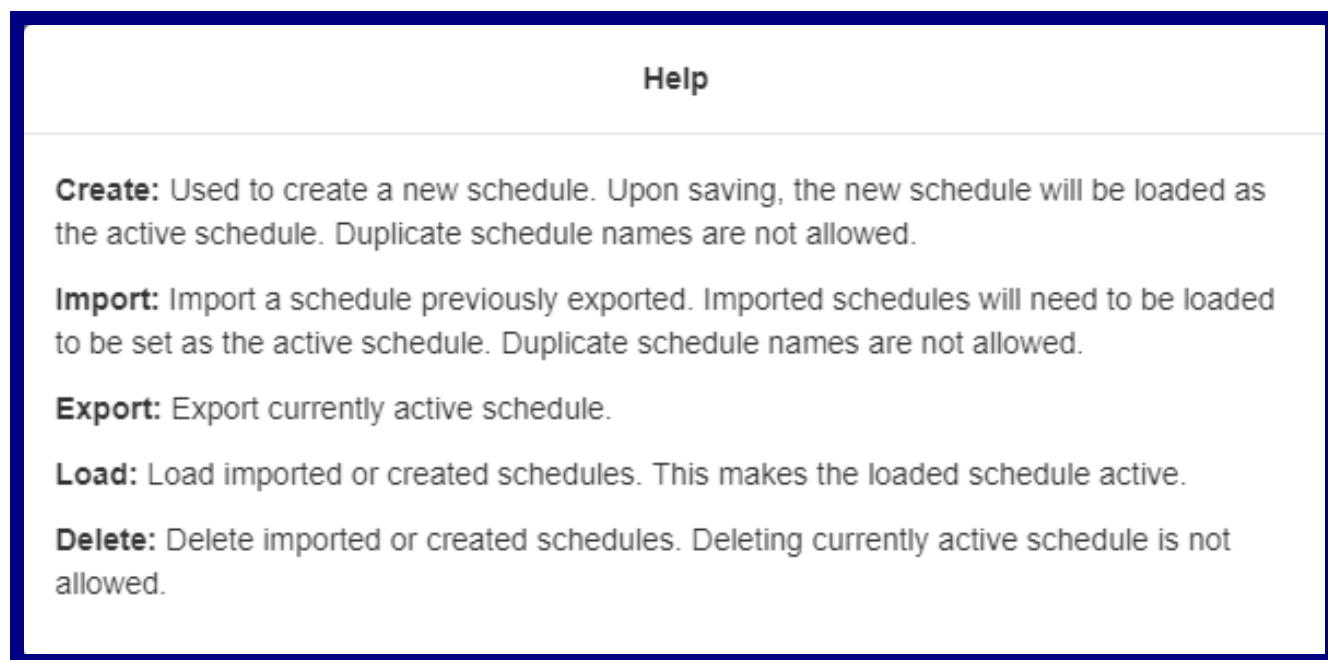 Help
Create: Used to create a new schedule. Upon saving, the new schedule will be loaded as
the active schedule. Duplicate schedule names are not allowed.
Import: Import a schedule previously exported. Imported schedules will need to be loaded
to be set as the active schedule. Duplicate schedule names are not allowed.
Export: Export currently active schedule.
Load: Load imported or created schedules. This makes the loaded schedule active.
Delete: Delete imported or created schedules. Deleting currently active schedule is not
allowed.